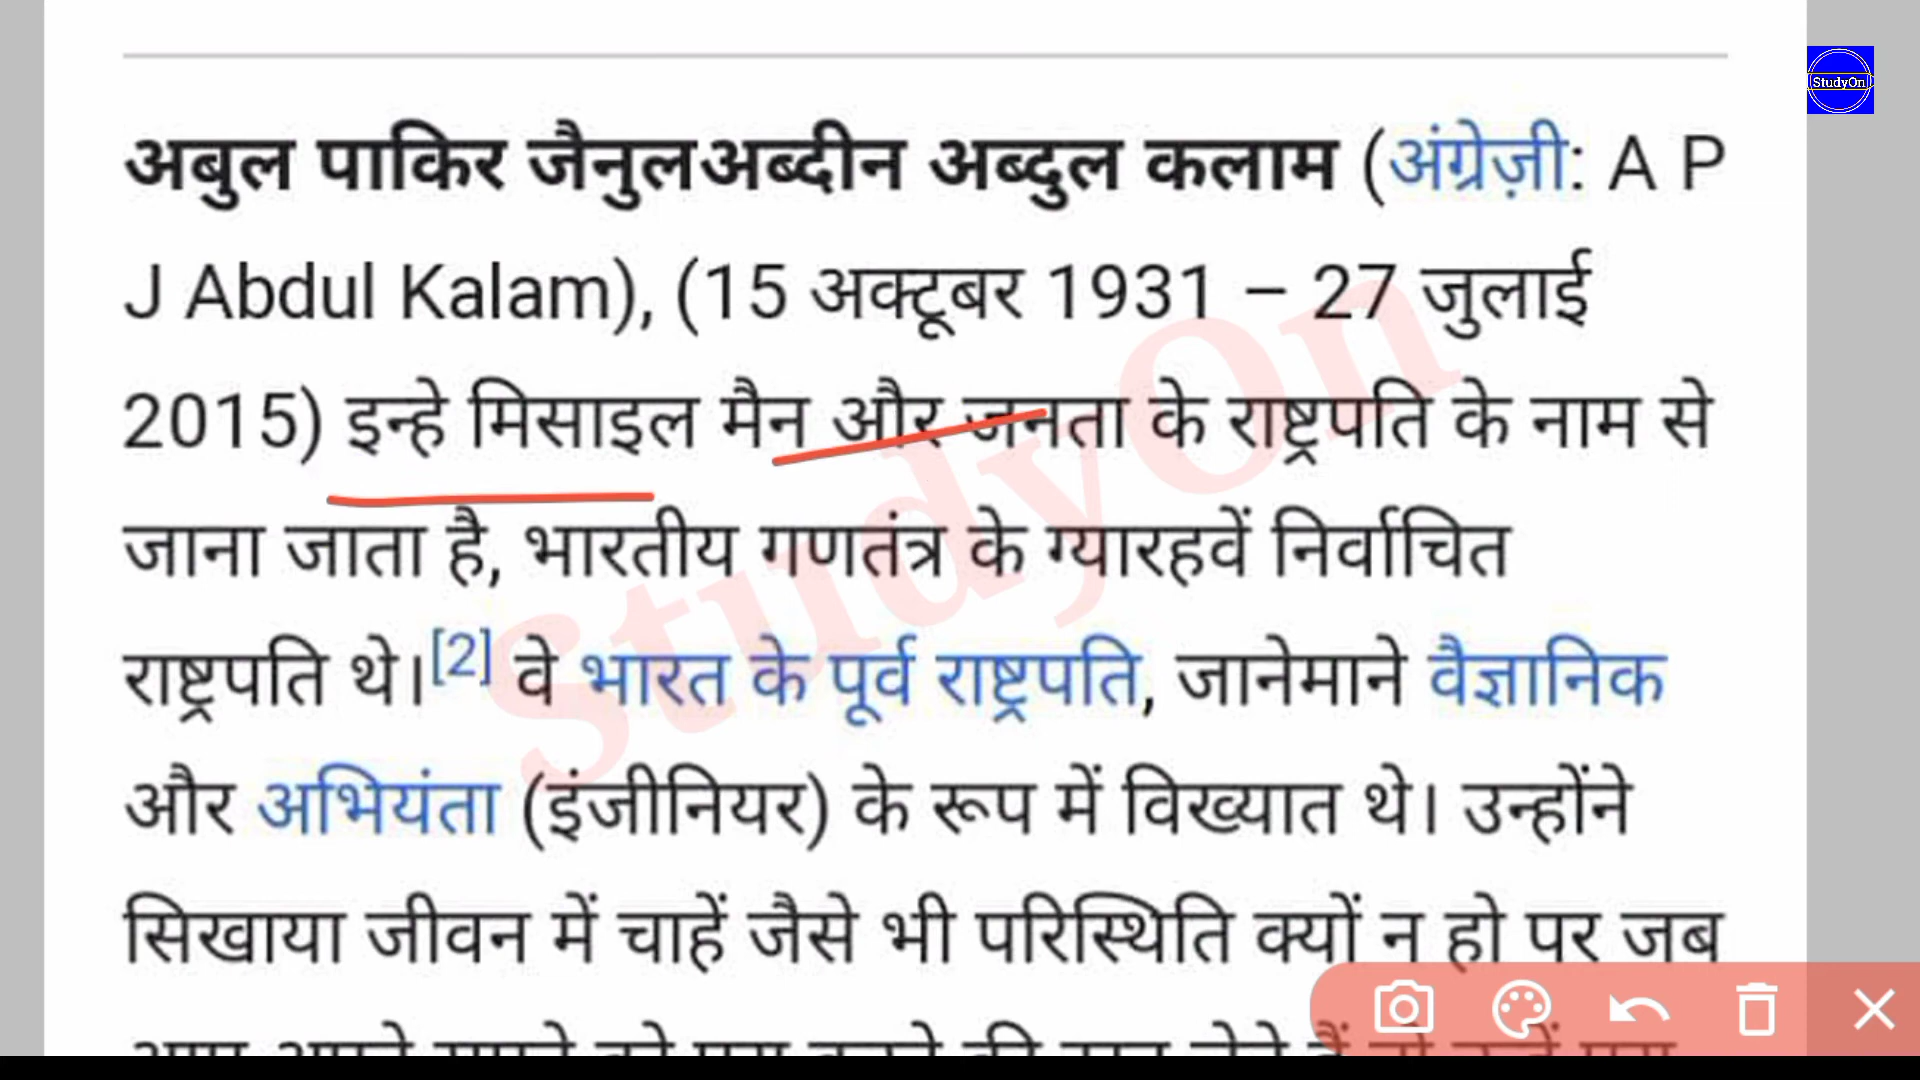 StudyOn
अबुल पाकिर जैनुलअब्दीन अब्दुल कलाम (अंग्रेज़ी: A P
J Abdul Kalam), (15 अक्टूबर 1931 – 27 जुलाई
2015) इन्हे मिसाइल मैन और जनता के राष्ट्रपति के नाम से
जाना जाता है, भारतीय गणतंत्र के ग्यारहवें निर्वाचित
राष्ट्रपति थे।[2] वे भारत के पूर्व राष्ट्रपति, जानेमाने वैज्ञानिक
और अभियंता (इंजीनियर) के रूप में विख्यात थे। उन्होंने
सिखाया जीवन में चाहें जैसे भी परिस्थिति क्यों न हो पर जब
StudyOn